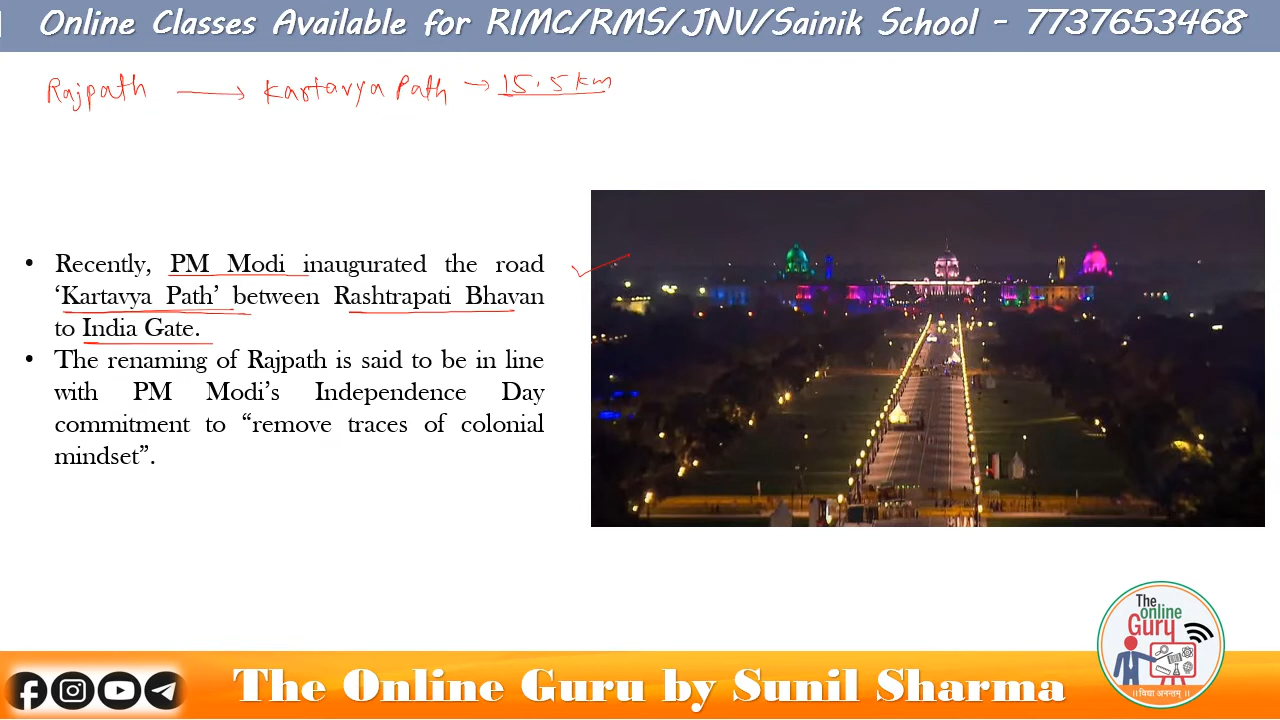 Online Classes Available for RIMC/RMS/JNV/Sainik School - 7737653468
Rajpath → Kartavya Path → 15.5 km
• Recently, PM Modi inaugurated the road
‘Kartavya Path’ between Rashtrapati Bhavan
to India Gate.
• The renaming of Rajpath is said to be in line
with PM Modi’s Independence Day
commitment to “remove traces of colonial
mindset”.
The
online
Gury
।। विद्या अनन्तम् ।।
The Online Guru by Sunil Sharma